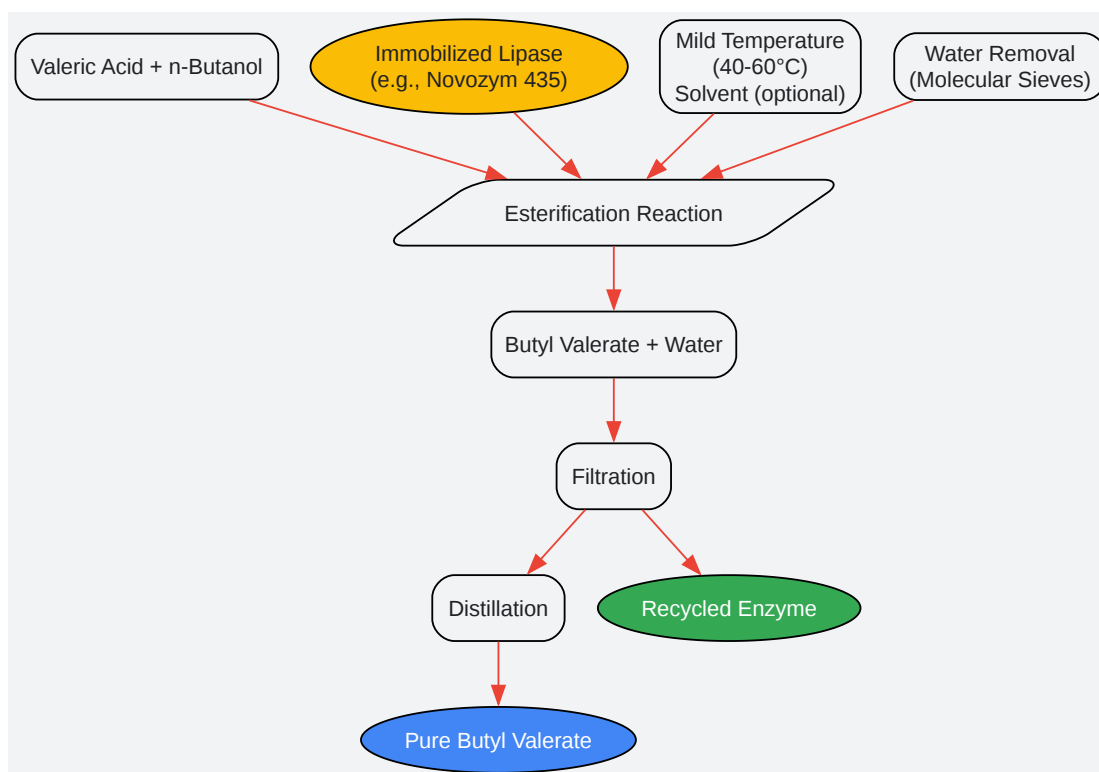 Valeric Acid + n-Butanol
Immobilized Lipase
(e.g., Novozym 435)
Mild Temperature
(40-60°C)
Solvent (optional)
Water Removal
(Molecular Sieves)
Esterification Reaction
Butyl Valerate + Water
Filtration
Distillation
Recycled Enzyme
Pure Butyl Valerate